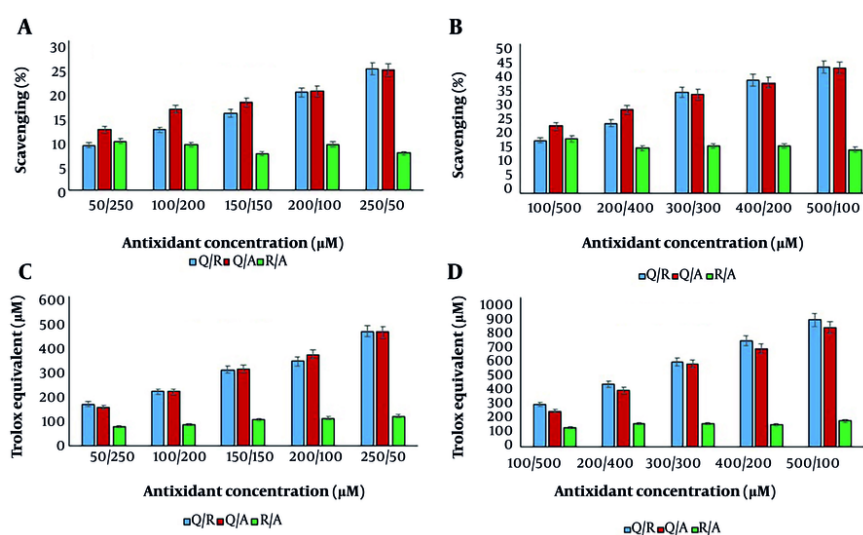 A
Scavenging (%)
30
25
20
15
10
5
0
50/250 100/200 150/150 200/100 250/50
Antixidant concentration (µM)
Q/R Q/A R/A
B
Scavenging (%)
50
45
40
35
30
25
20
15
10
5
0
100/500 200/400 300/300 400/200 500/100
Antixidant concentration (µM)
Q/R Q/A R/A
C
Trolox equivalent (µM)
600
500
400
300
200
100
0
50/250 100/200 150/150 200/100 250/50
Antixidant concentration (µM)
Q/R Q/A R/A
D
Trolox equivalent (µM)
1000
900
800
700
600
500
400
300
200
100
0
100/500 200/400 300/300 400/200 500/100
Antixidant concentration (µM)
Q/R Q/A R/A